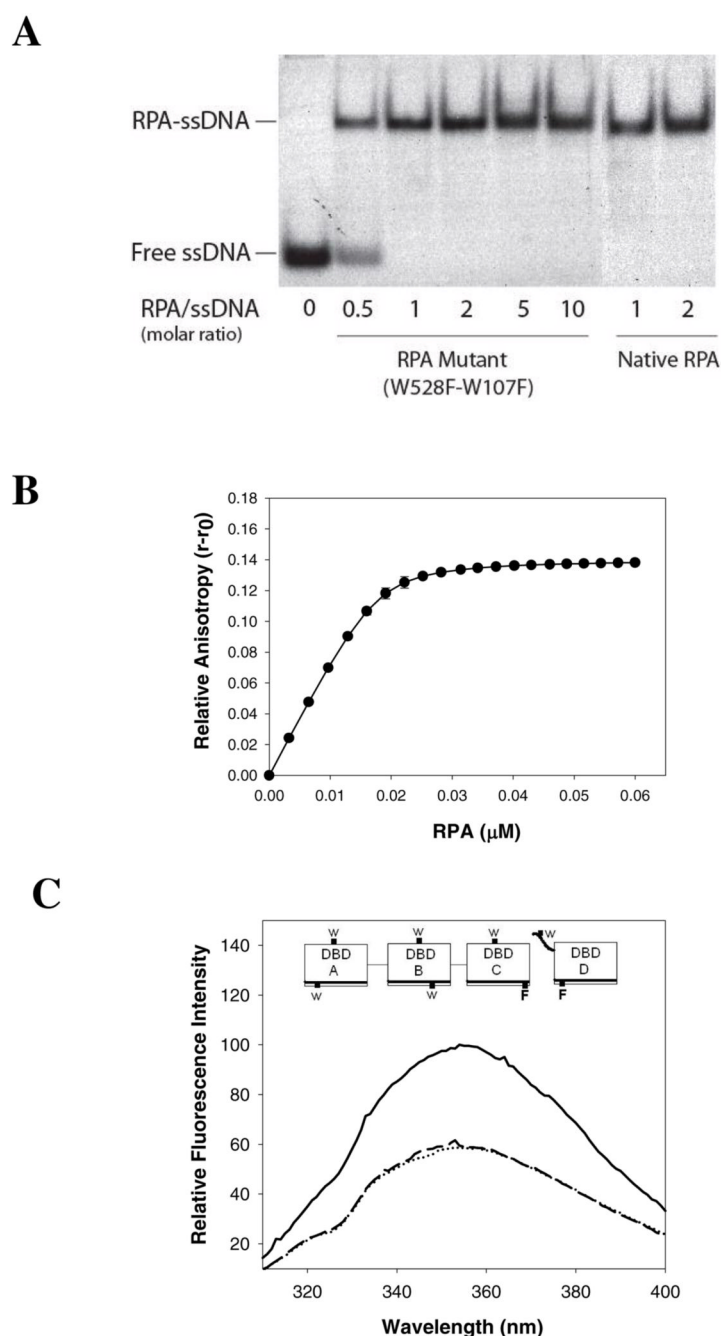 A
RPA-ssDNA
Free ssDNA
RPA/ssDNA 0 0.5 1 2 5 10 1 2
(molar ratio)
RPA Mutant Native RPA
(W528F-W107F)
B
0.18
0.16
0.14
0.12
0.10
0.08
0.06
0.04
0.02
0.00
Relative Anisotropy (r-r0)
0.00 0.01 0.02 0.03 0.04 0.05 0.06
RPA (μM)
C
W W W W
DBD DBD DBD DBD
A B C D
W W F F
140
120
100
80
60
40
20
Relative Fluorescence Intensity
320 340 360 380 400
Wavelength (nm)